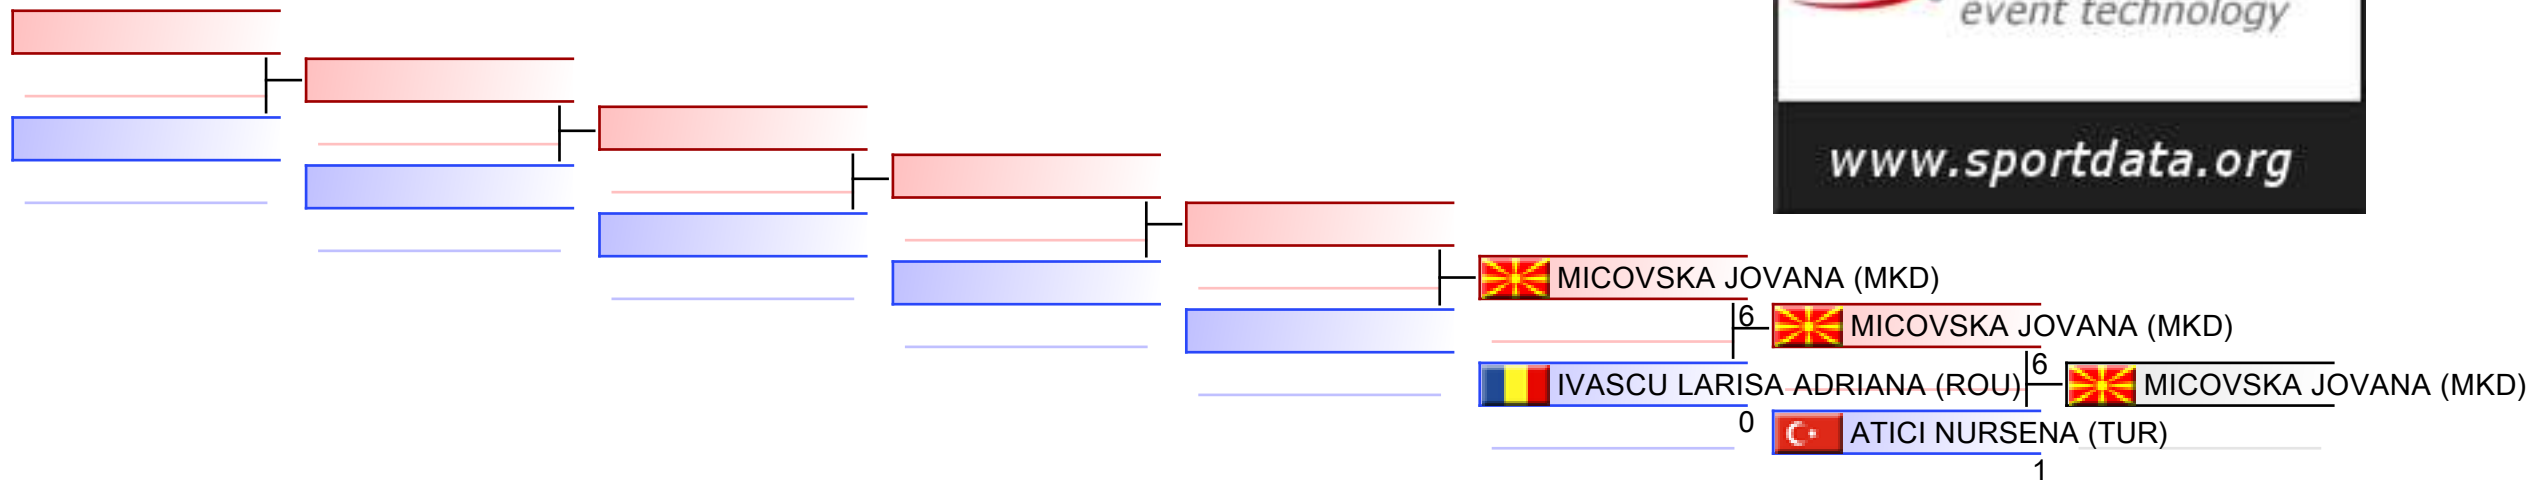 event technology
www.sportdata.org
MICOVSKA JOVANA (MKD)
6
MICOVSKA JOVANA (MKD)
6
IVASCU LARISA ADRIANA (ROU)
MICOVSKA JOVANA (MKD)
0
ATICI NURSENA (TUR)
1